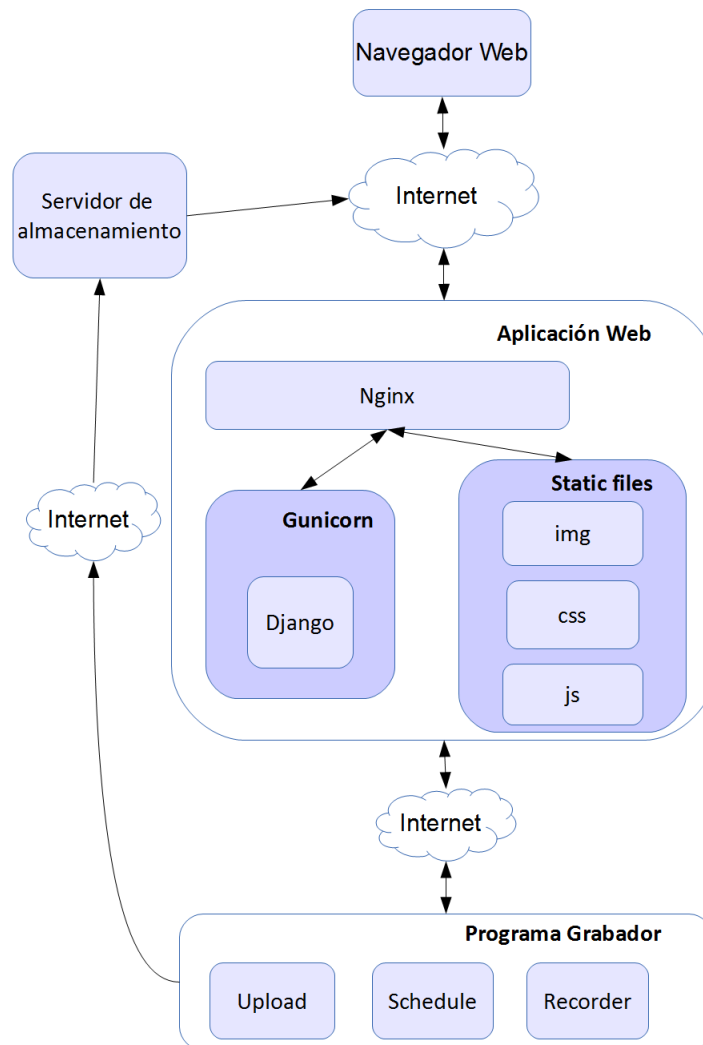 Navegador Web
Internet
Servidor de
almacenamiento
Aplicación Web
Nginx
Static files
Gunicorn
img
Django
css
js
Internet
Internet
Programa Grabador
Upload
Schedule
Recorder